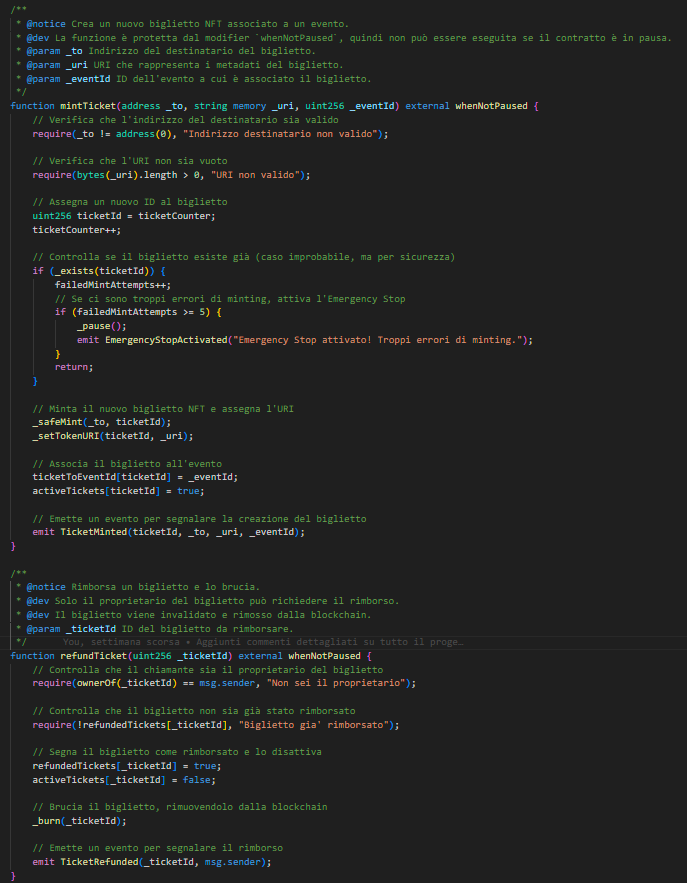 /**
 * @notice Crea un nuovo biglietto NFT associato a un evento.
 * @dev La funzione è protetta dal modifier `whenNotPaused`, quindi non può essere eseguita se il contratto è in pausa.
 * @param _to Indirizzo del destinatario del biglietto.
 * @param _uri URI che rappresenta i metadati del biglietto.
 * @param _eventId ID dell'evento a cui è associato il biglietto.
 */
function mintTicket(address _to, string memory _uri, uint256 _eventId) external whenNotPaused {
    // Verifica che l'indirizzo del destinatario sia valido
    require(_to != address(0), "Indirizzo destinatario non valido");

    // Verifica che l'URI non sia vuoto
    require(bytes(_uri).length > 0, "URI non valido");

    // Assegna un nuovo ID al biglietto
    uint256 ticketId = ticketCounter;
    ticketCounter++;

    // Controlla se il biglietto esiste già (caso improbabile, ma per sicurezza)
    if (_exists(ticketId)) {
        failedMintAttempts++;
        // Se ci sono troppi errori di minting, attiva l'Emergency Stop
        if (failedMintAttempts >= 5) {
            _pause();
            emit EmergencyStopActivated("Emergency Stop attivato! Troppi errori di minting.");
        }
        return;
    }

    // Minta il nuovo biglietto NFT e assegna l'URI
    _safeMint(_to, ticketId);
    _setTokenURI(ticketId, _uri);

    // Associa il biglietto all'evento
    ticketToEventId[ticketId] = _eventId;
    activeTickets[ticketId] = true;

    // Emette un evento per segnalare la creazione del biglietto
    emit TicketMinted(ticketId, _to, _uri, _eventId);
}

/**
 * @notice Rimborsa un biglietto e lo brucia.
 * @dev Solo il proprietario del biglietto può richiedere il rimborso.
 * @dev Il biglietto viene invalidato e rimosso dalla blockchain.
 * @param _ticketId ID del biglietto da rimborsare.
 */      You, settimana scorsa • Aggiunti commenti dettagliati su tutto il proge…
function refundTicket(uint256 _ticketId) external whenNotPaused {
    // Controlla che il chiamante sia il proprietario del biglietto
    require(ownerOf(_ticketId) == msg.sender, "Non sei il proprietario");

    // Controlla che il biglietto non sia già stato rimborsato
    require(!refundedTickets[_ticketId], "Biglietto gia' rimborsato");

    // Segna il biglietto come rimborsato e lo disattiva
    refundedTickets[_ticketId] = true;
    activeTickets[_ticketId] = false;

    // Brucia il biglietto, rimuovendolo dalla blockchain
    _burn(_ticketId);

    // Emette un evento per segnalare il rimborso
    emit TicketRefunded(_ticketId, msg.sender);
}